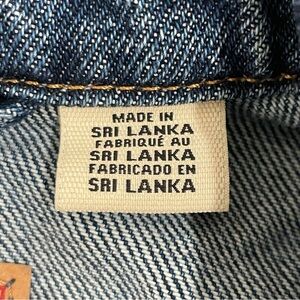 MADE IN
SRI LANKA
FABRIQUÉ AU
SRI LANKA
FABRICADO EN
SRI LANKA